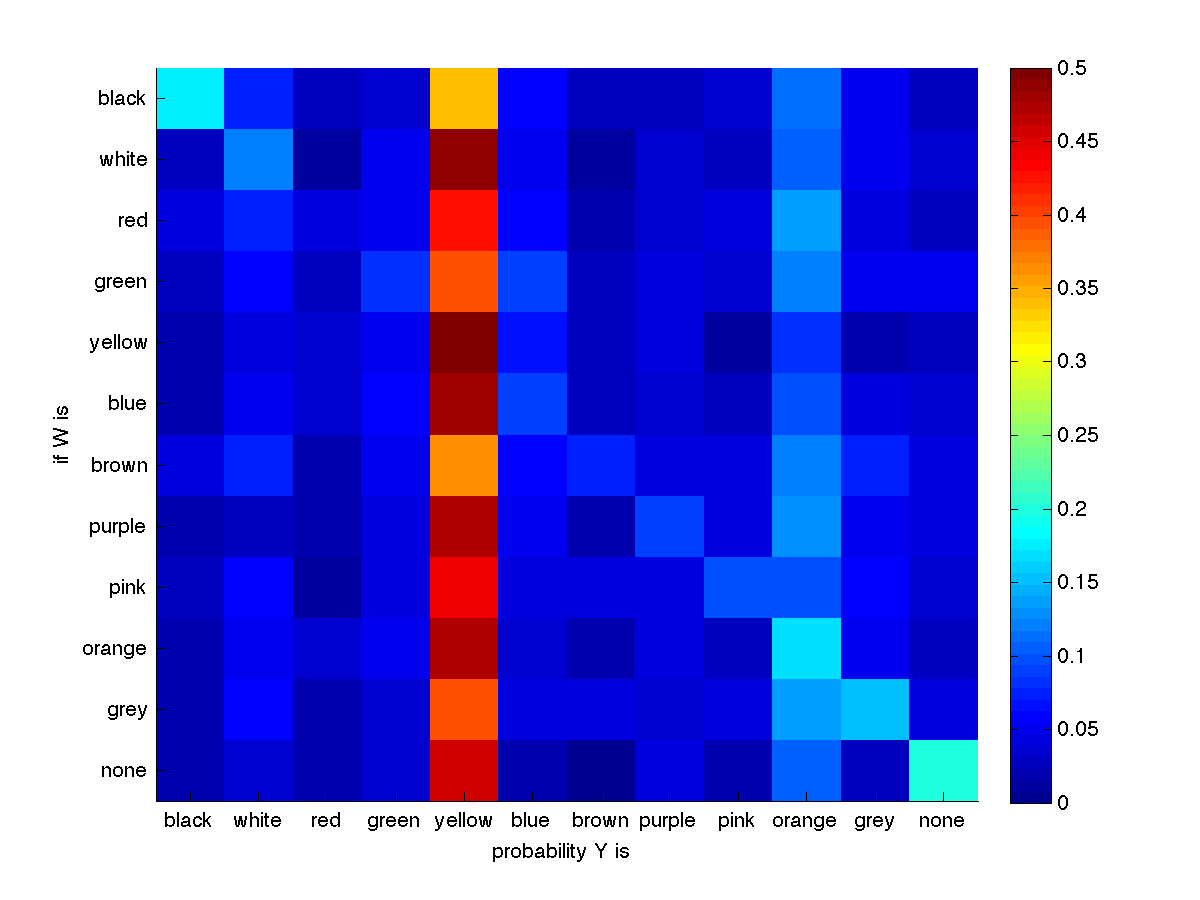 black
white
red
green
yellow
blue
brown
purple
pink
orange
grey
none
if W is
black white red green yellow blue brown purple pink orange grey none
probability Y is
0.5
0.45
0.4
0.35
0.3
0.25
0.2
0.15
0.1
0.05
0